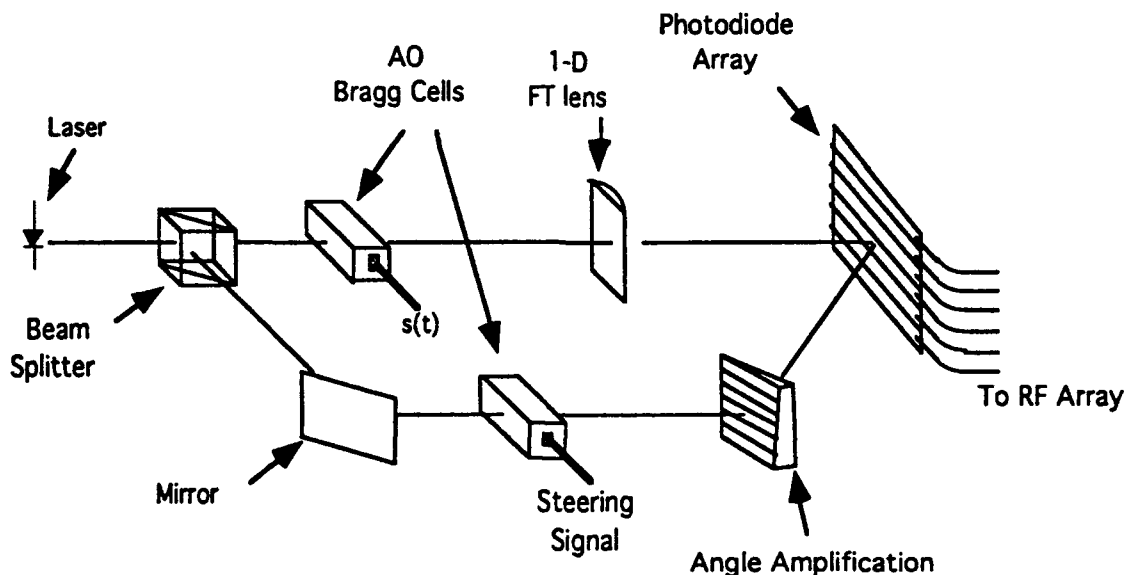 Photodiode
Array
AO
Bragg Cells
1-D
FT lens
Laser
s(t)
Beam
Splitter
To RF Array
Mirror
Steering
Signal
Angle Amplification